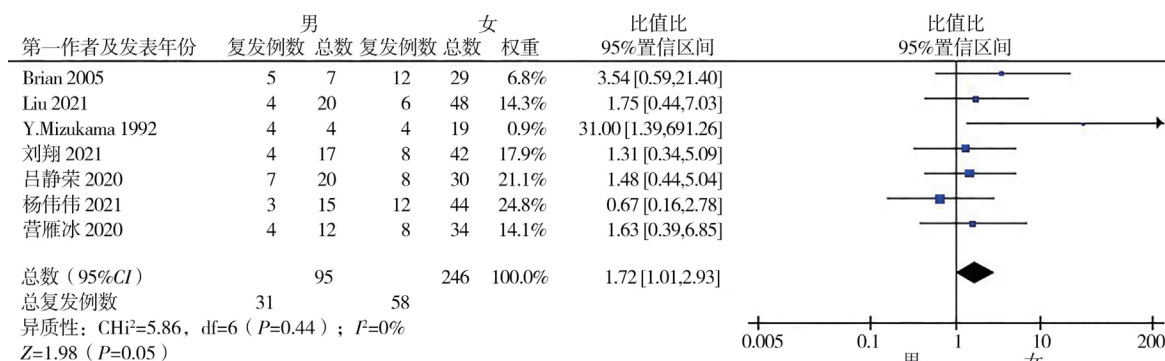 男 女 比值比 比值比
第一作者及发表年份 复发例数 总数 复发例数 总数 权重 95%置信区间 95%置信区间
Brian 2005 5 7 12 29 6.8% 3.54 [0.59,21.40]
Liu 2021 4 20 6 48 14.3% 1.75 [0.44,7.03]
Y.Mizukama 1992 4 4 4 19 0.9% 31.00 [1.39,691.26]
刘翔 2021 4 17 8 42 17.9% 1.31 [0.34,5.09]
吕静荣 2020 7 20 8 30 21.1% 1.48 [0.44,5.04]
杨伟伟 2021 3 15 12 44 24.8% 0.67 [0.16,2.78]
营雁冰 2020 4 12 8 34 14.1% 1.63 [0.39,6.85]
总数（95%CI） 95 246 100.0% 1.72 [1.01,2.93]
总复发例数 31 58
异质性：CHi²=5.86，df=6（P=0.44）；I²=0%
Z=1.98（P=0.05）
0.005 0.1 1 10 200
男 女